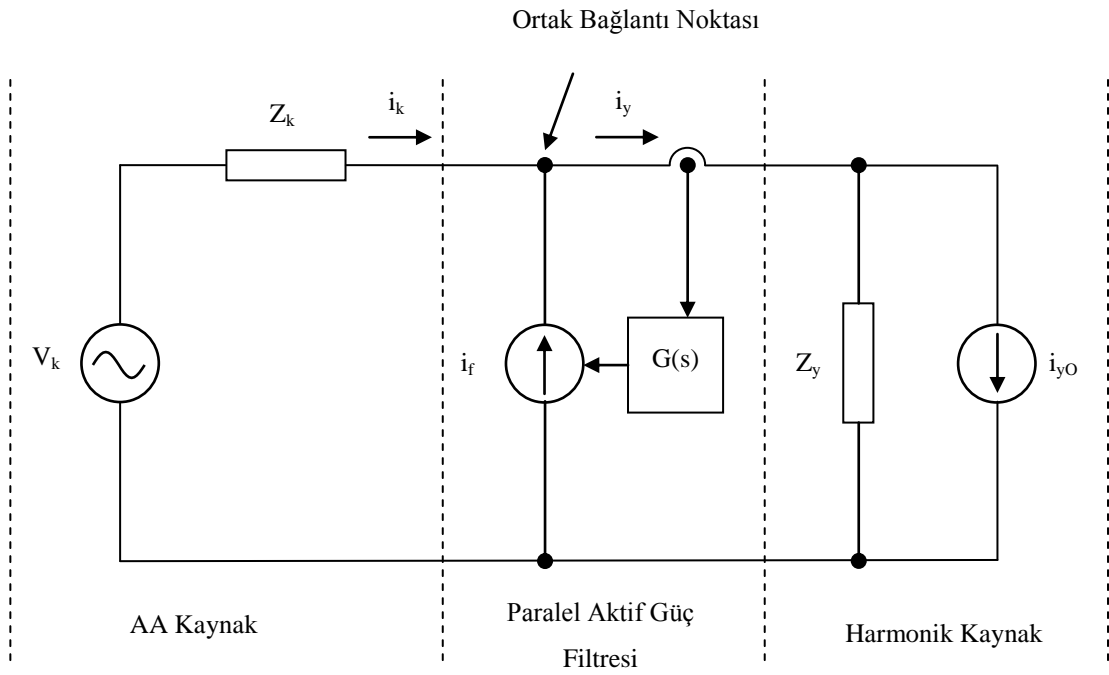 Ortak Bağlantı Noktası
Zk
ik
iy
Vk
if
G(s)
Zy
iyO
AA Kaynak
Paralel Aktif Güç
Filtresi
Harmonik Kaynak